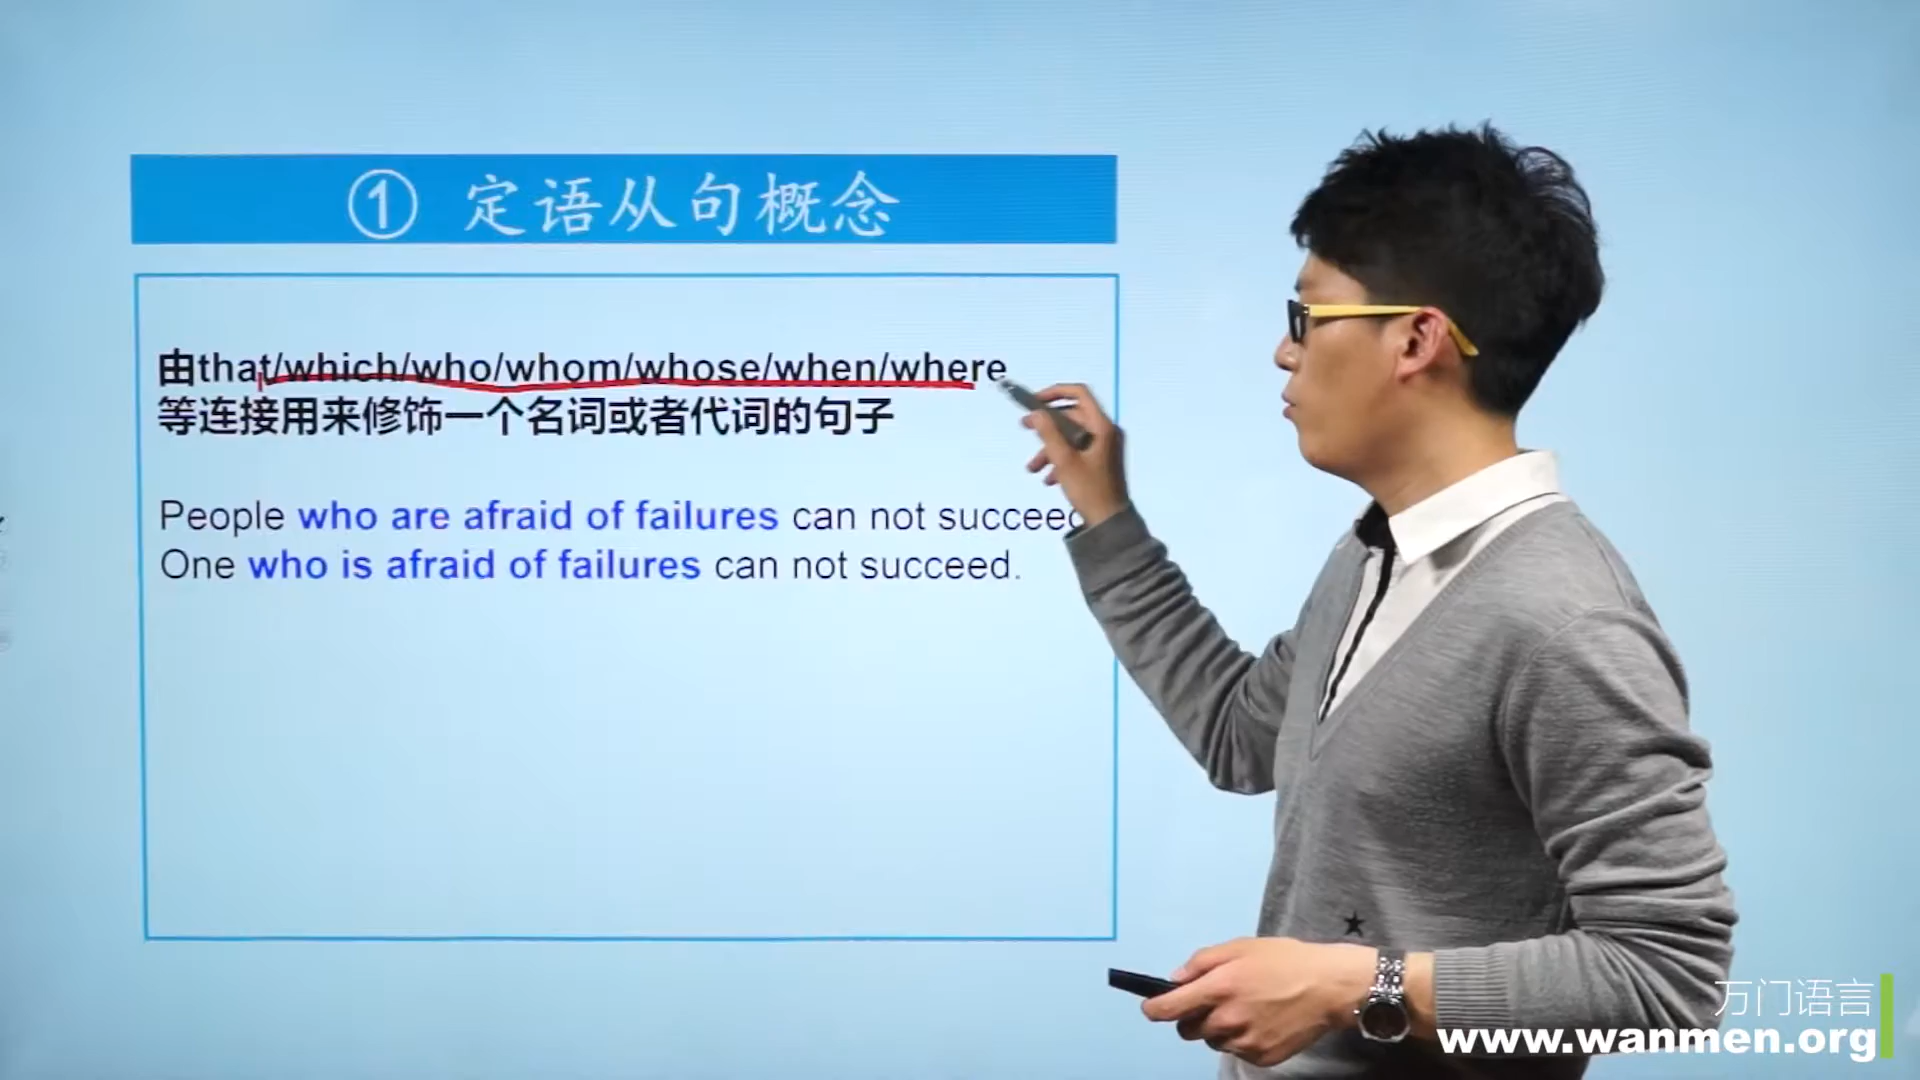 ① 定语从句概念
由that/which/who/whom/whose/when/where
等连接用来修饰一个名词或者代词的句子
People who are afraid of failures can not succeed
One who is afraid of failures can not succeed.
万门语言
www.wanmen.org